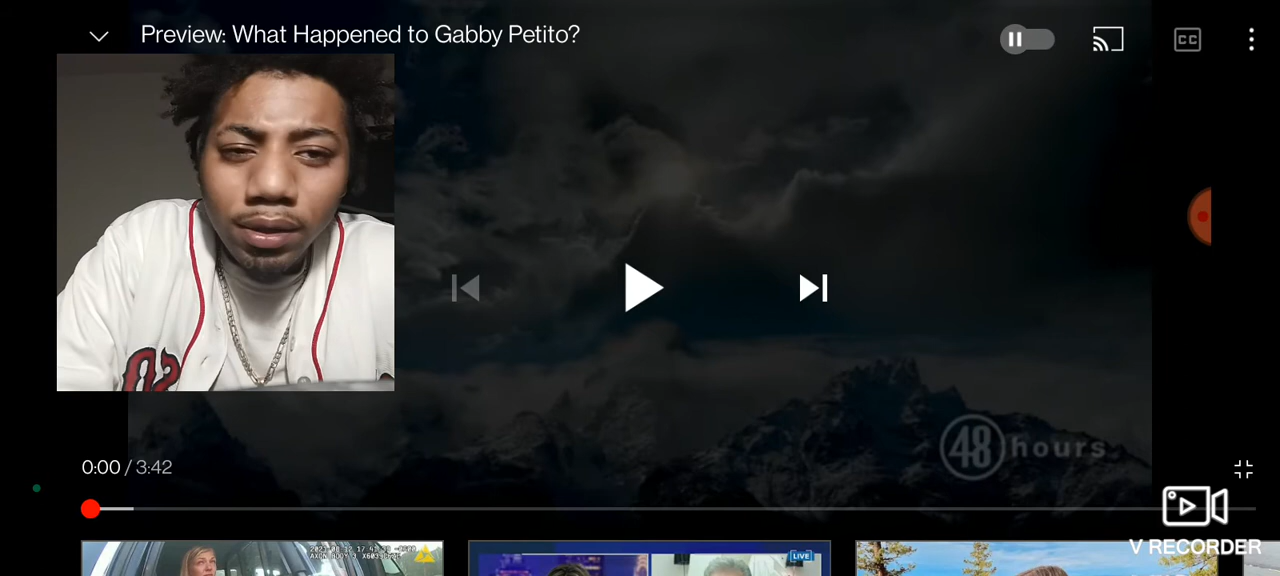 Preview: What Happened to Gabby Petito?
CC
0:00 / 3:42
48 hours
V RECORDER
LIVE